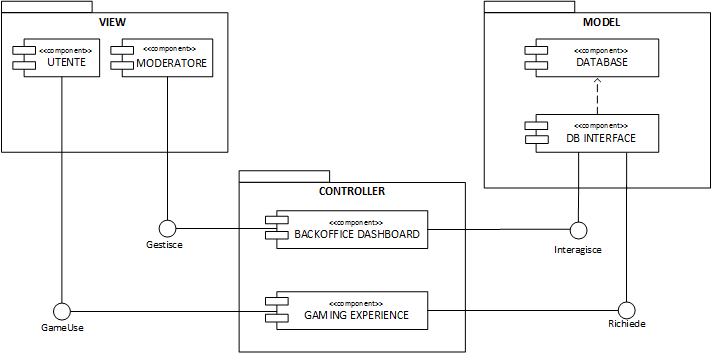 VIEW
<<component>>
UTENTE
<<component>>
MODERATORE
MODEL
<<component>>
DATABASE
<<component>>
DB INTERFACE
CONTROLLER
<<component>>
BACKOFFICE DASHBOARD
Gestisce
Interagisce
<<component>>
GAMING EXPERIENCE
GameUse
Richiede